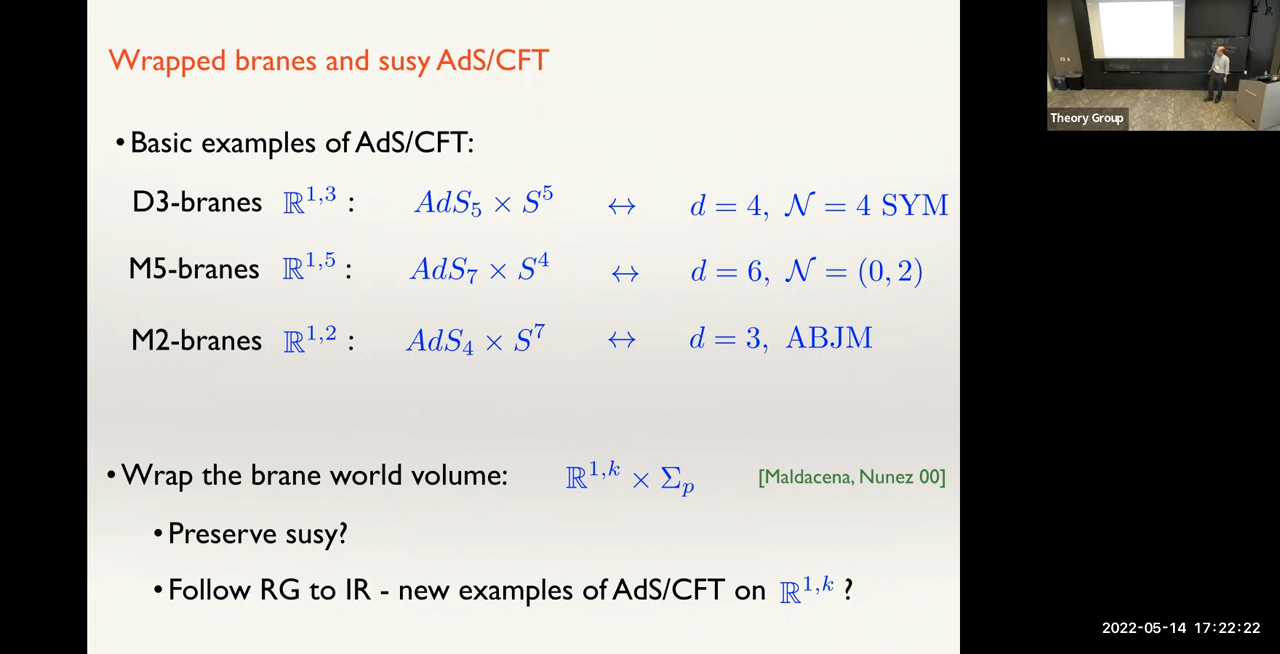 Wrapped branes and susy AdS/CFT
• Basic examples of AdS/CFT:
D3-branes ℝ^{1,3} : AdS_5 × S^5 ↔ d = 4, 𝒩 = 4 SYM
M5-branes ℝ^{1,5} : AdS_7 × S^4 ↔ d = 6, 𝒩 = (0, 2)
M2-branes ℝ^{1,2} : AdS_4 × S^7 ↔ d = 3, ABJM
• Wrap the brane world volume: ℝ^{1,k} × Σ_p [Maldacena, Nunez 00]
• Preserve susy?
• Follow RG to IR - new examples of AdS/CFT on ℝ^{1,k} ?
Theory Group
2022-05-14 17:22:22